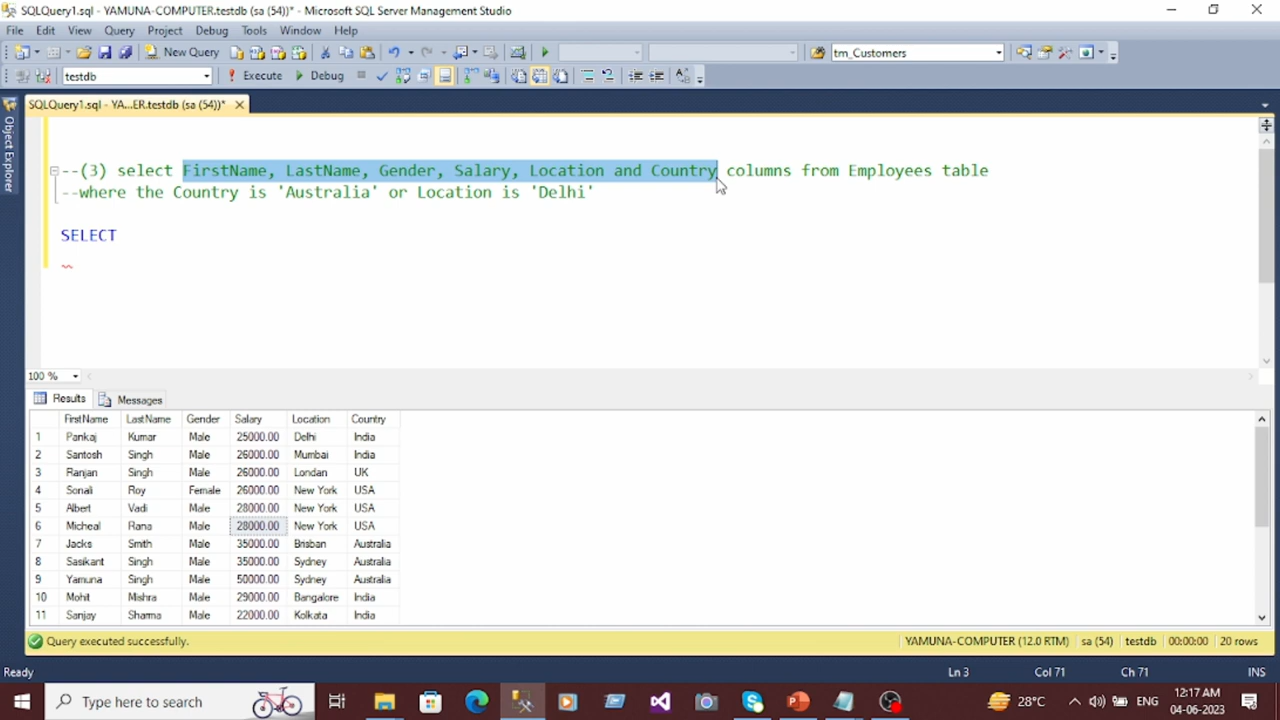 SQLQuery1.sql - YAMUNA-COMPUTER.testdb (sa (54))* - Microsoft SQL Server Management Studio
File Edit View Query Project Debug Tools Window Help
New Query tm_Customers
testdb Execute Debug
SQLQuery1.sql - YA...ER.testdb (sa (54))*
Object Explorer
--(3) select FirstName, LastName, Gender, Salary, Location and Country columns from Employees table
--where the Country is 'Australia' or Location is 'Delhi'
SELECT
100 %
Results Messages
FirstName LastName Gender Salary Location Country
1 Pankaj Kumar Male 25000.00 Delhi India
2 Santosh Singh Male 26000.00 Mumbai India
3 Ranjan Singh Male 26000.00 Londan UK
4 Sonali Roy Female 26000.00 New York USA
5 Albert Vadi Male 28000.00 New York USA
6 Micheal Rana Male 28000.00 New York USA
7 Jacks Smith Male 35000.00 Brisban Australia
8 Sasikant Singh Male 35000.00 Sydney Australia
9 Yamuna Singh Male 50000.00 Sydney Australia
10 Mohit Mishra Male 29000.00 Bangalore India
11 Sanjay Sharma Male 22000.00 Kolkata India
Query executed successfully. YAMUNA-COMPUTER (12.0 RTM) sa (54) testdb 00:00:00 20 rows
Ready Ln 3 Col 71 Ch 71 INS
Type here to search 28°C ENG 12:17 AM
04-06-2023